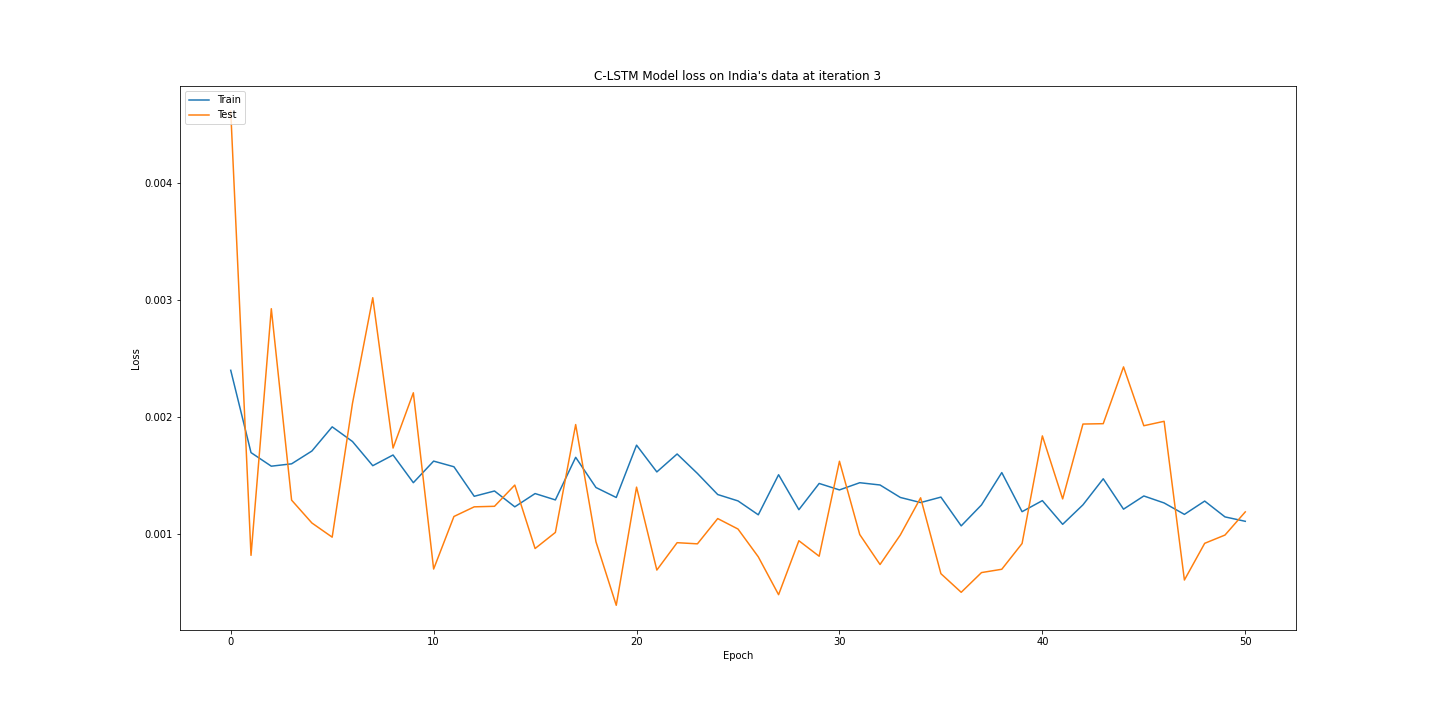 C-LSTM Model loss on India's data at iteration 3
Train
Test
0.004
0.003
0.002
0.001
Loss
0
10
20
30
40
50
Epoch